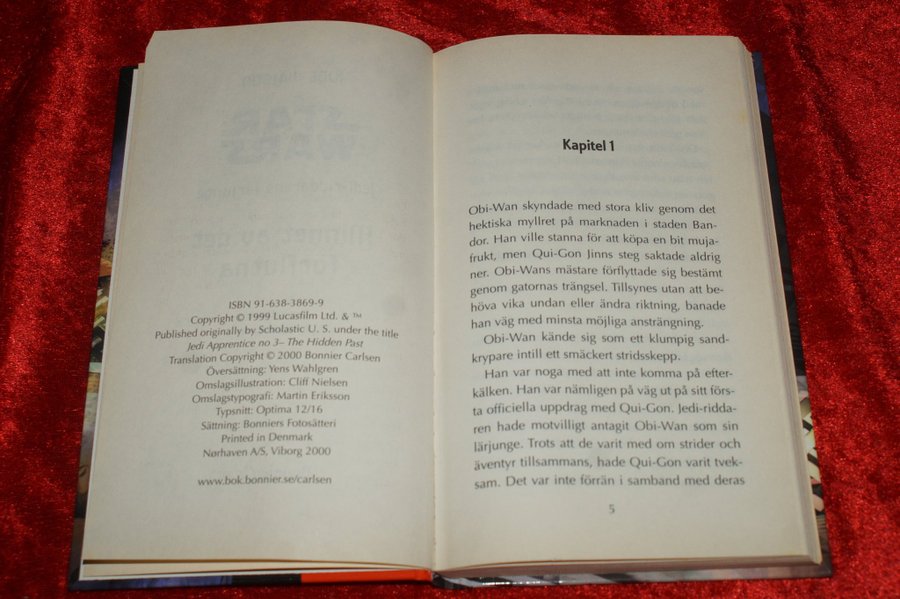 ISBN 91-638-3869-9
Copyright © 1999 Lucasfilm Ltd. & ™
Published originally by Scholastic U. S. under the title
Jedi Apprentice no 3– The Hidden Past
Translation Copyright © 2000 Bonnier Carlsen
Översättning: Yens Wahlgren
Omslagsillustration: Cliff Nielsen
Omslagstypografi: Martin Eriksson
Typsnitt: Optima 12/16
Sättning: Bonniers Fotosätteri
Printed in Denmark
Nørhaven A/S, Viborg 2000
www.bok.bonnier.se/carlsen
Kapitel 1
Obi-Wan skyndade med stora kliv genom det
hektiska myllret på marknaden i staden Ban-
dor. Han ville stanna för att köpa en bit muja-
frukt, men Qui-Gon Jinns steg saktade aldrig
ner. Obi-Wans mästare förflyttade sig bestämt
genom gatornas trängsel. Tillsynes utan att be-
höva vika undan eller ändra riktning, banade
han väg med minsta möjliga ansträngning.
Obi-Wan kände sig som ett klumpig sand-
krypare intill ett smäckert stridsskepp.
Han var noga med att inte komma på efter-
kälken. Han var nämligen på väg ut på sitt förs-
ta officiella uppdrag med Qui-Gon. Jedi-ridda-
ren hade motvilligt antagit Obi-Wan som sin
lärjunge. Trots att de varit med om strider och
äventyr tillsammans, hade Qui-Gon varit tvek-
sam. Det var inte förrän i samband med deras
5